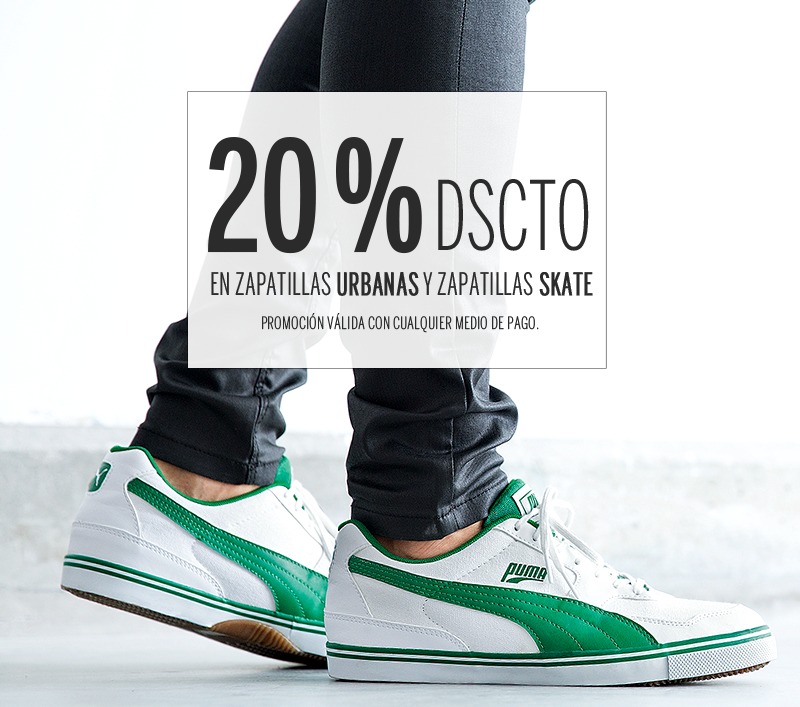 20% DSCTO
EN ZAPATILLAS URBANAS Y ZAPATILLAS SKATE
PROMOCIÓN VÁLIDA CON CUALQUIER MEDIO DE PAGO.
PUMA